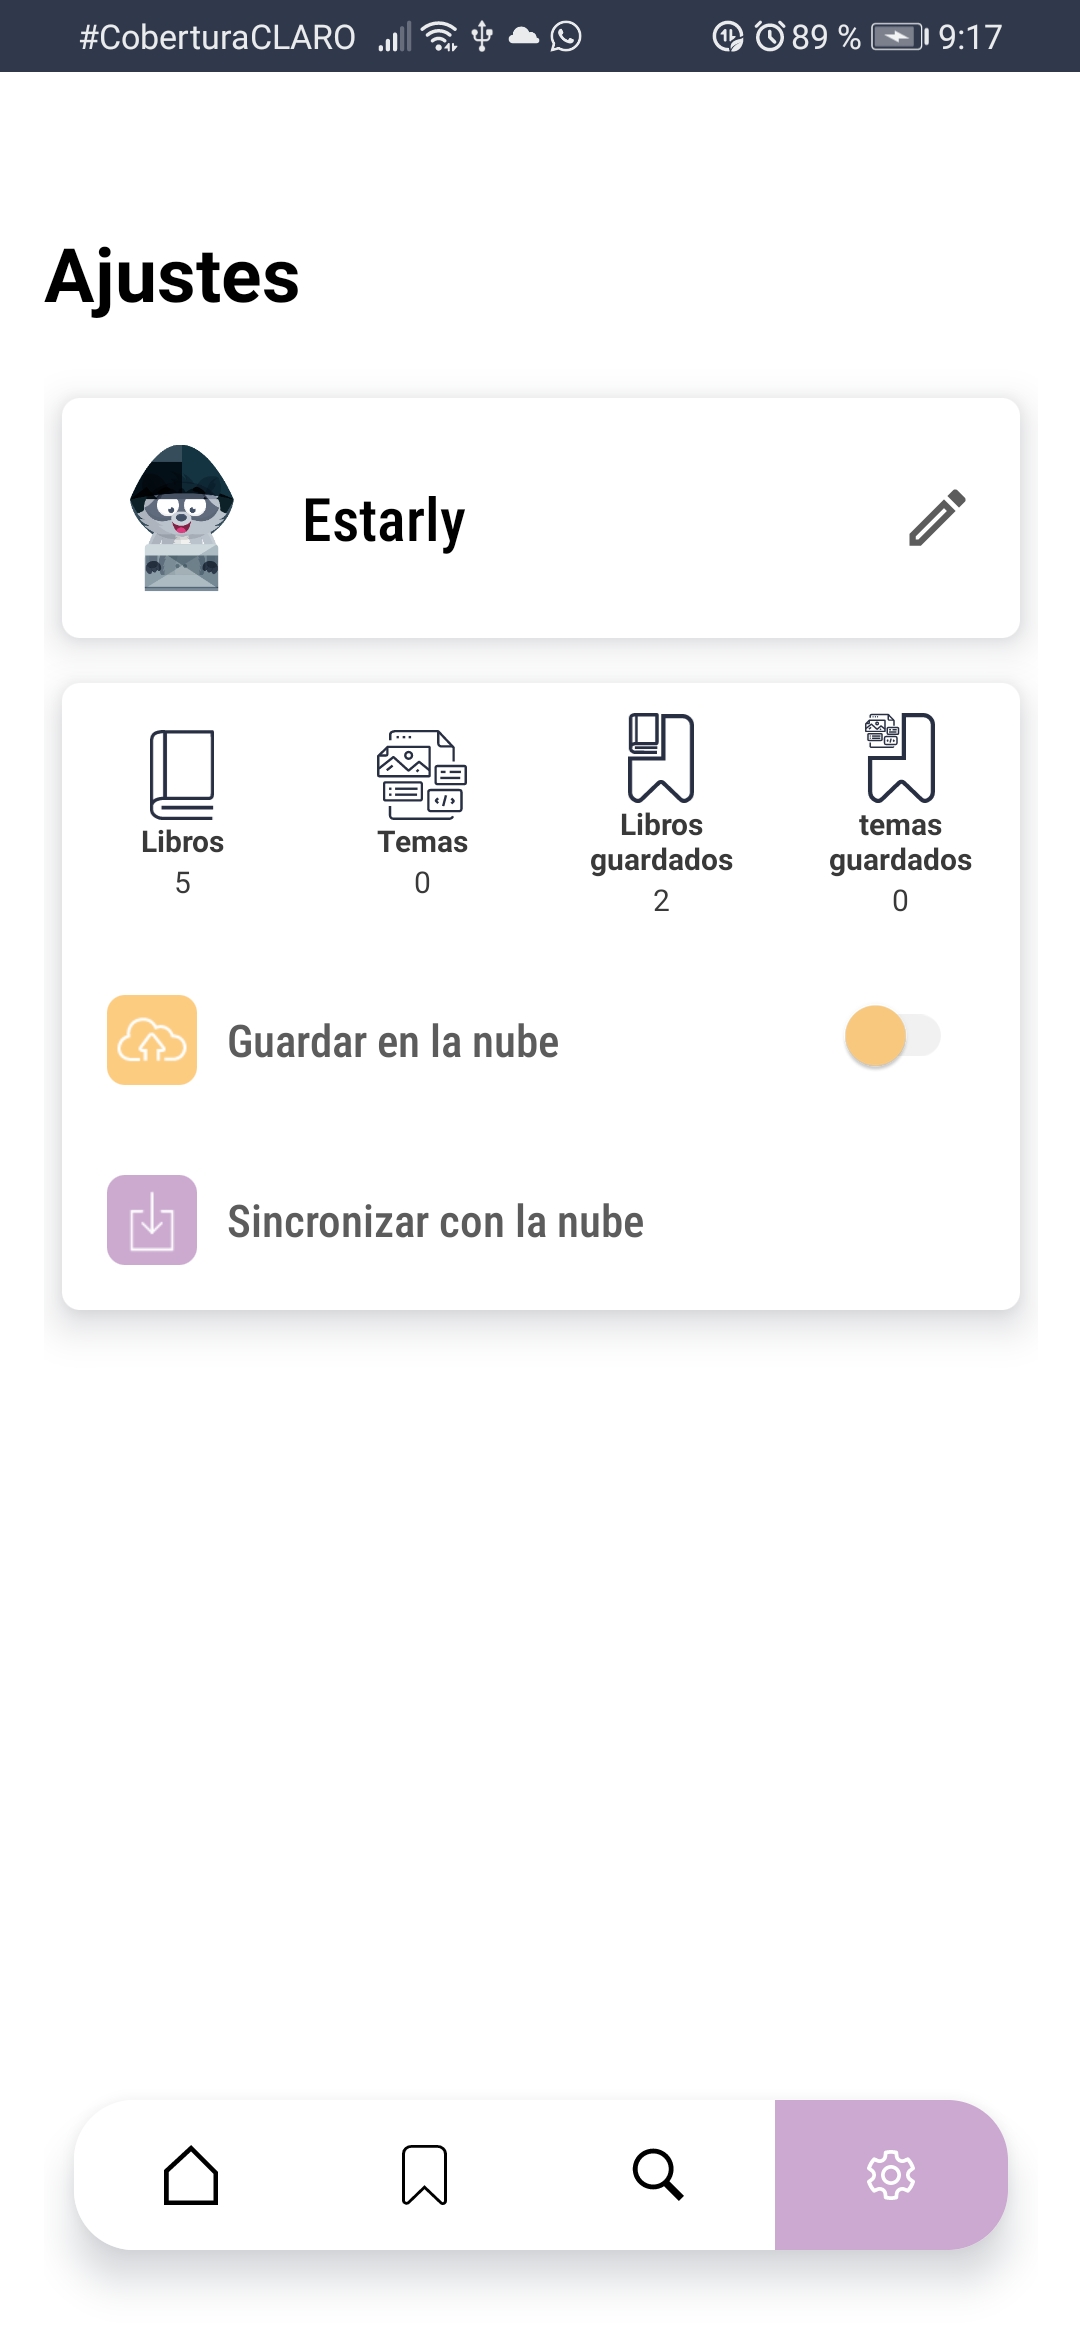 #CoberturaCLARO 89 % 9:17
Ajustes
Estarly
Libros
5
Temas
0
Libros
guardados
2
temas
guardados
0
Guardar en la nube
Sincronizar con la nube